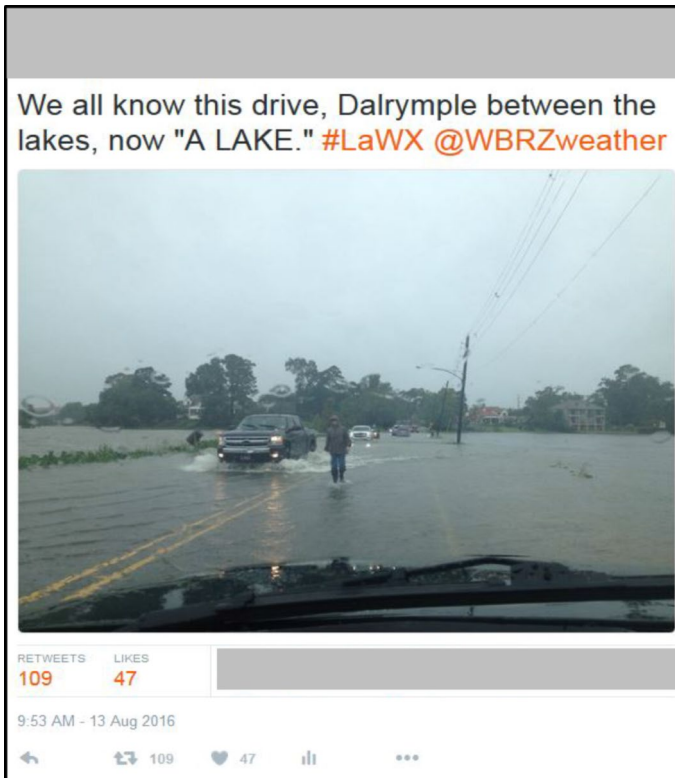 We all know this drive, Dalrymple between the
lakes, now "A LAKE." #LaWX @WBRZweather
RETWEETS LIKES
109 47
9:53 AM - 13 Aug 2016
109 47